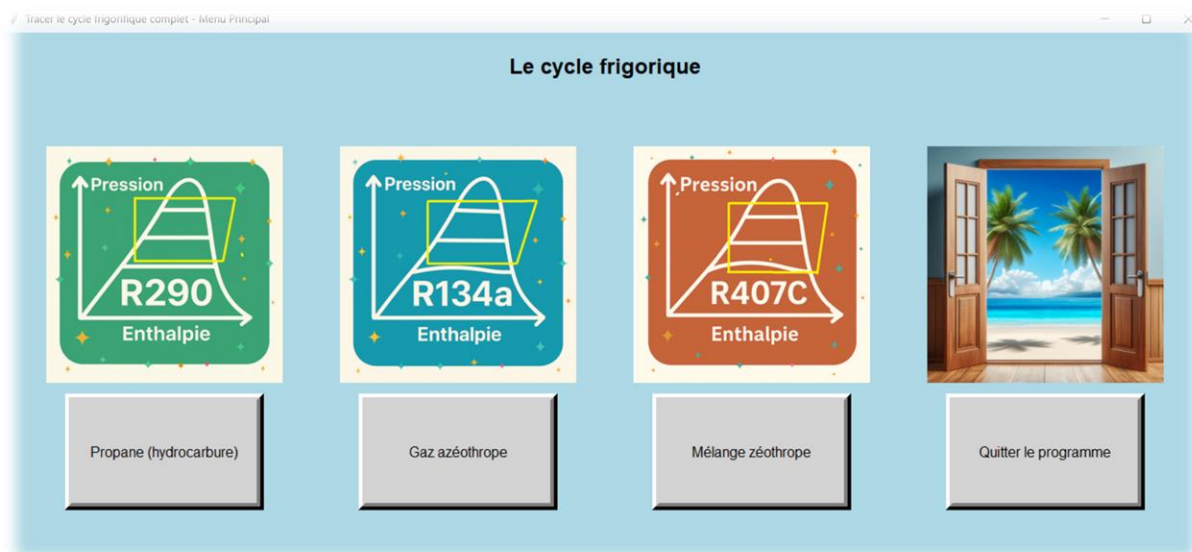 Tracer le cycle frigorifique complet - Menu Principal
Le cycle frigorique
Pression
R290
Enthalpie
Pression
R134a
Enthalpie
Pression
R407C
Enthalpie
Propane (hydrocarbure)
Gaz azéothrope
Mélange zéothrope
Quitter le programme